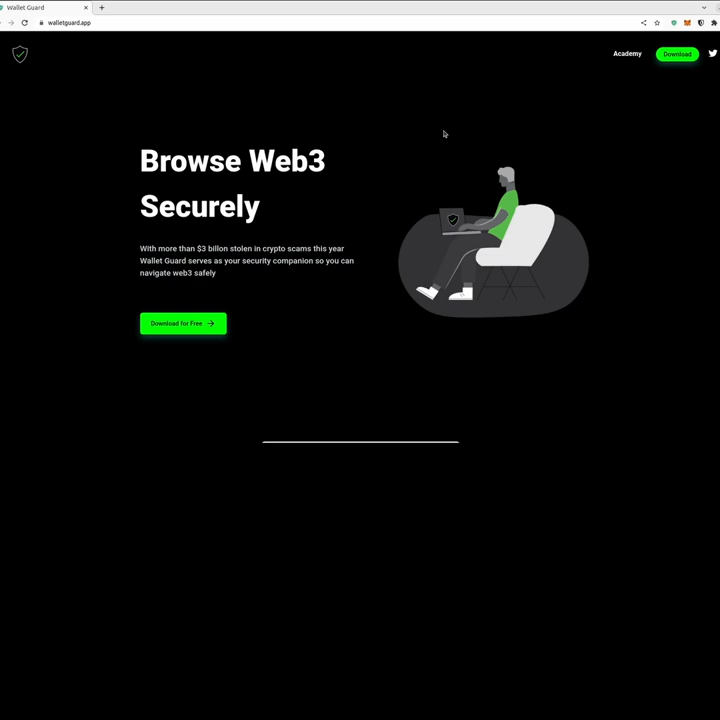 Wallet Guard
walletguard.app
Academy
Download
Browse Web3
Securely
With more than $3 billon stolen in crypto scams this year
Wallet Guard serves as your security companion so you can
navigate web3 safely
Download for Free